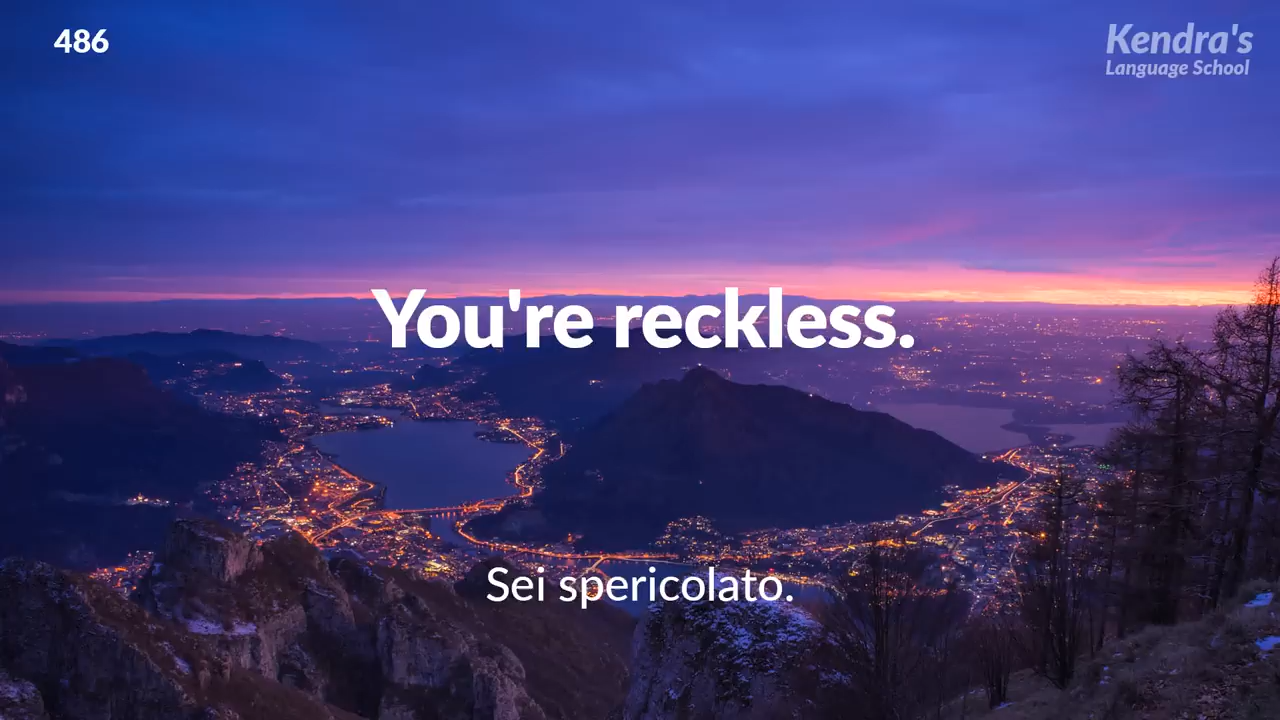 486
Kendra's
Language School
You're reckless.
Sei spericolato.